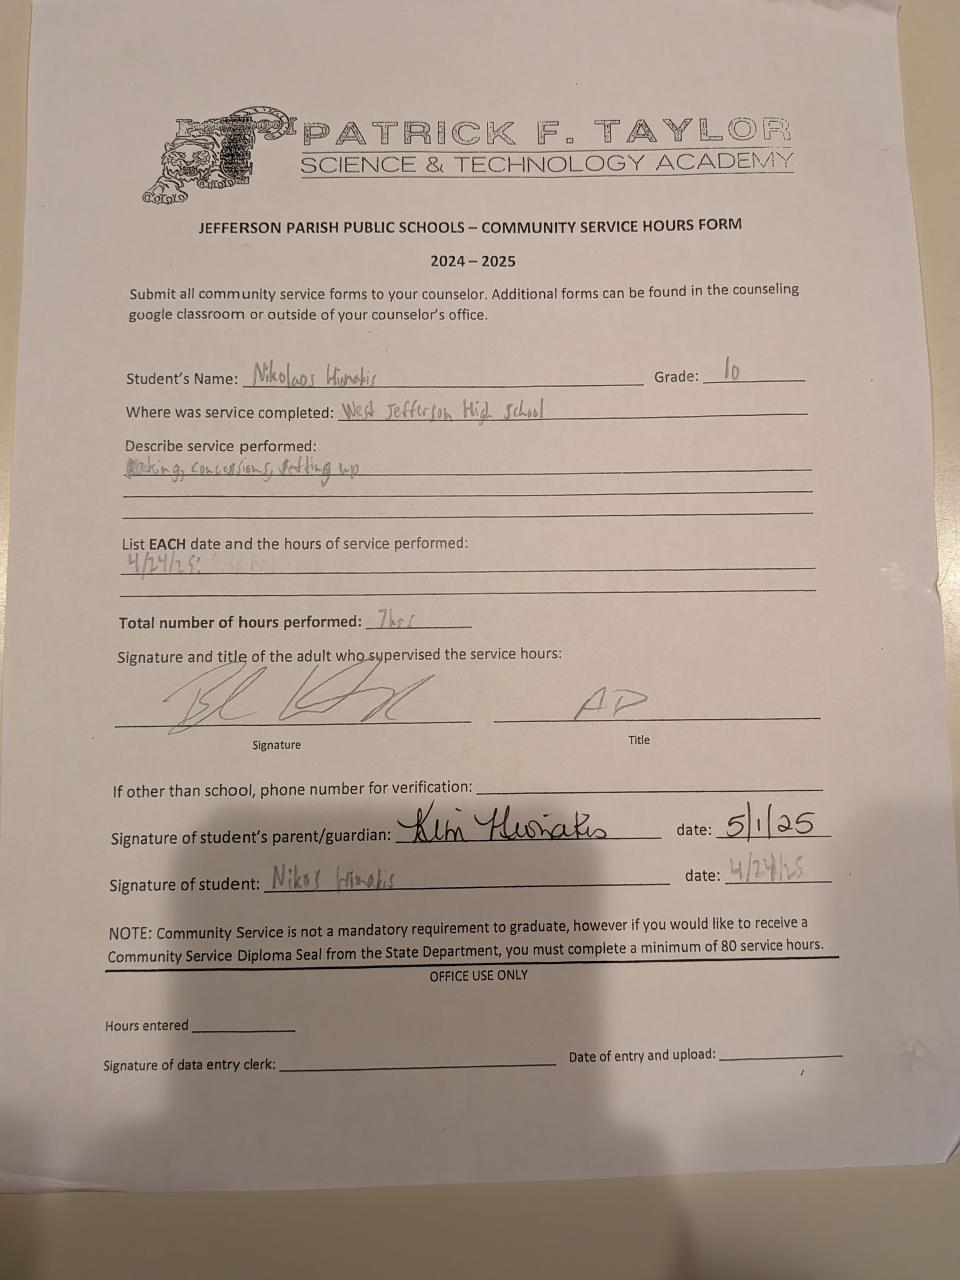 PATRICK F. TAYLOR
SCIENCE & TECHNOLOGY ACADEMY
JEFFERSON PARISH PUBLIC SCHOOLS – COMMUNITY SERVICE HOURS FORM
2024 – 2025
Submit all community service forms to your counselor. Additional forms can be found in the counseling
google classroom or outside of your counselor's office.
Student's Name: Nikolaos Grade: 10
Where was service completed: West Jefferson High School
Describe service performed:
concessions, setting up
List EACH date and the hours of service performed:
4/24/25:
Total number of hours performed: 7hrs
Signature and title of the adult who supervised the service hours:
AD
Signature Title
If other than school, phone number for verification:
Signature of student's parent/guardian: Kim date: 5/1/25
Signature of student: Nikos date: 4/24/25
NOTE: Community Service is not a mandatory requirement to graduate, however if you would like to receive a
Community Service Diploma Seal from the State Department, you must complete a minimum of 80 service hours.
OFFICE USE ONLY
Hours entered
Signature of data entry clerk: Date of entry and upload: